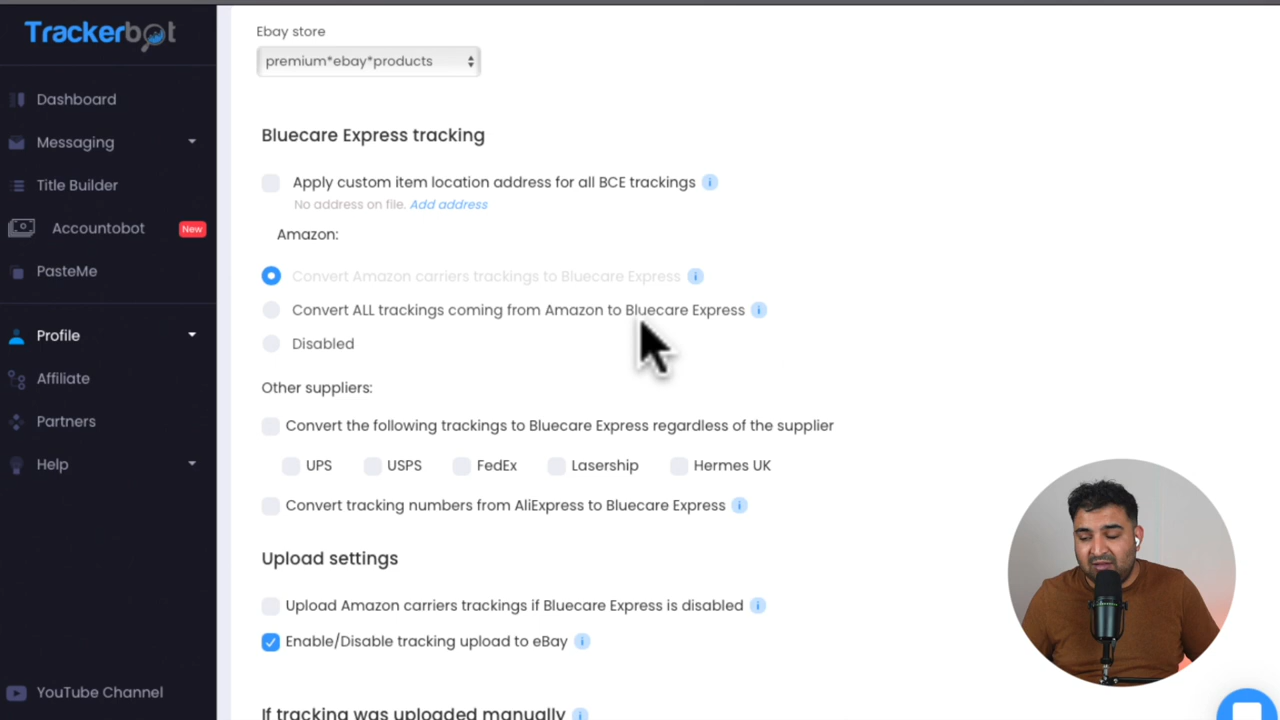 Trackerbot
Dashboard
Messaging
Title Builder
Accountobot New
PasteMe
Profile
Affiliate
Partners
Help
YouTube Channel
Ebay store
premium*ebay*products
Bluecare Express tracking
Apply custom item location address for all BCE trackings i
No address on file. Add address
Amazon:
Convert Amazon carriers trackings to Bluecare Express i
Convert ALL trackings coming from Amazon to Bluecare Express i
Disabled
Other suppliers:
Convert the following trackings to Bluecare Express regardless of the supplier
UPS USPS FedEx Lasership Hermes UK
Convert tracking numbers from AliExpress to Bluecare Express i
Upload settings
Upload Amazon carriers trackings if Bluecare Express is disabled i
Enable/Disable tracking upload to eBay i
If tracking was uploaded manually i